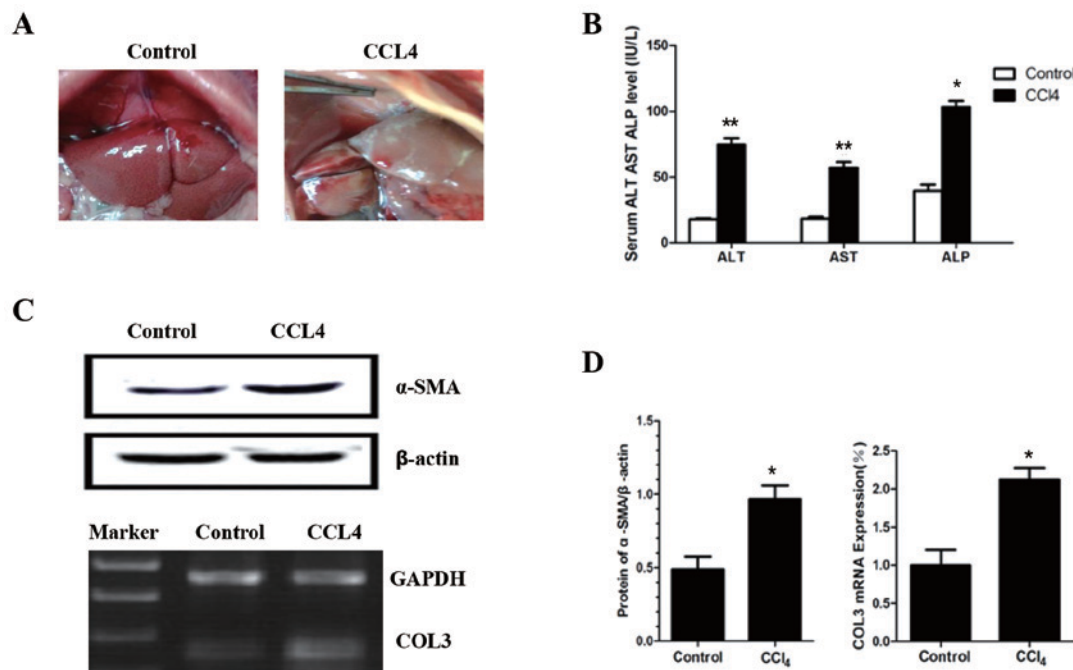 A
Control
CCL4
B
Serum ALT AST ALP level (IU/L)
150
100
50
0
**
**
*
ALT
AST
ALP
Control
CCl4
C
Control
CCL4
α-SMA
β-actin
Marker
Control
CCL4
GAPDH
COL3
D
Protein of α -SMA/β -actin
1.5
1.0
0.5
0.0
*
Control
CCl₄
COL3 mRNA Expression(%)
2.5
2.0
1.5
1.0
0.5
0.0
*
Control
CCl₄